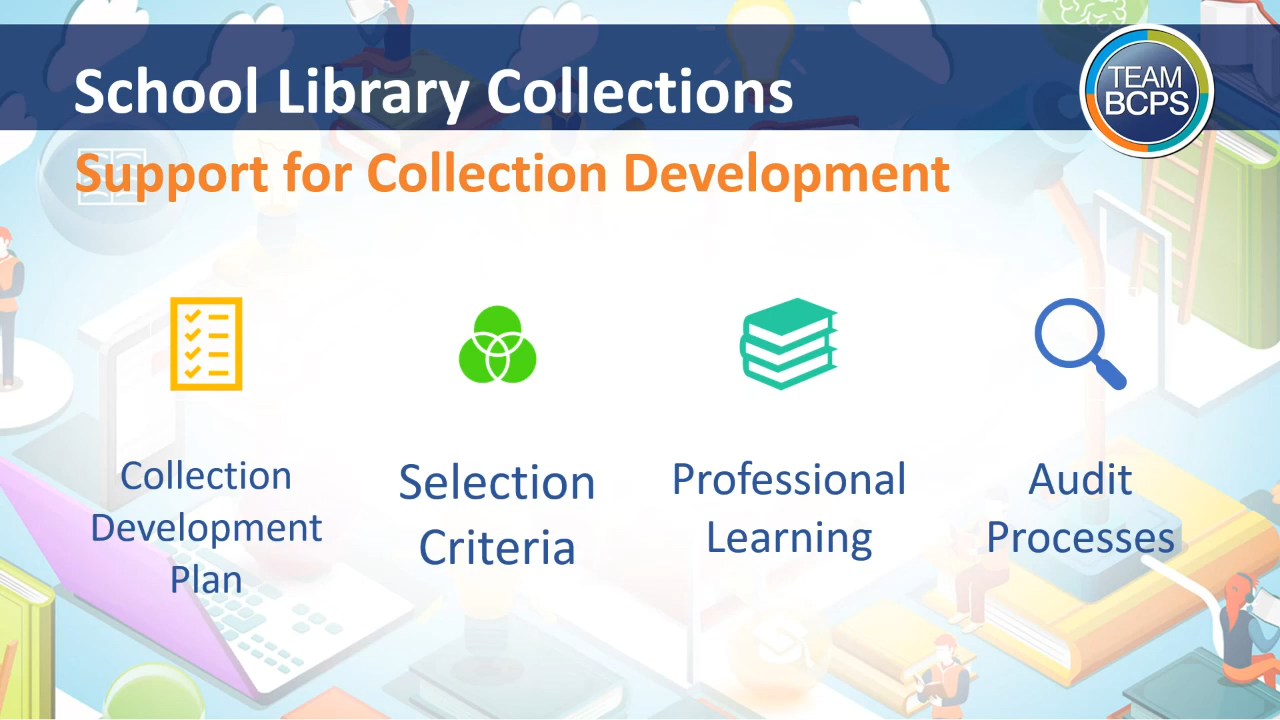 School Library Collections
TEAM
BCPS
Support for Collection Development
Collection
Development
Plan
Selection
Criteria
Professional
Learning
Audit
Processes